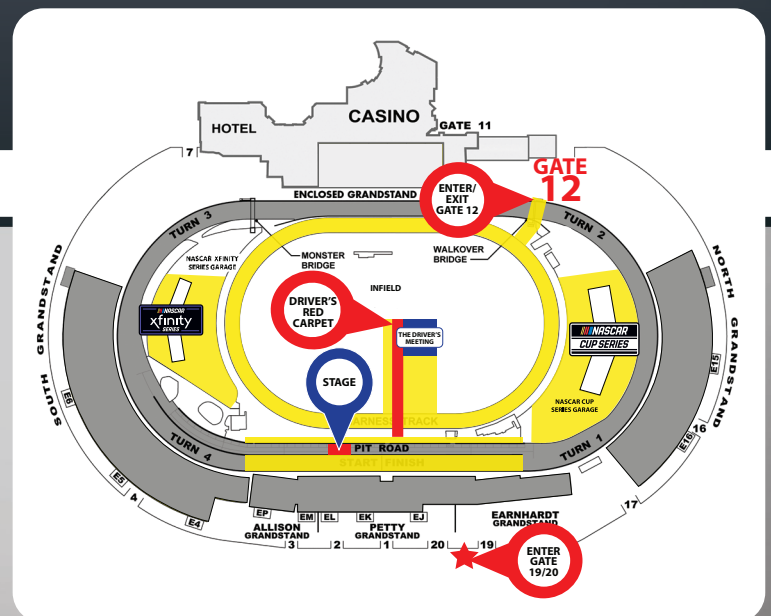 HOTEL
CASINO
GATE 11
7
GATE
12
ENTER/
EXIT
GATE 12
ENCLOSED GRANDSTAND
TURN 3
TURN 2
MONSTER
BRIDGE
WALKOVER
BRIDGE
NASCAR XFINITY
SERIES GARAGE
INFIELD
SOUTH GRANDSTAND
NORTH GRANDSTAND
NASCAR
xfinity
SERIES
DRIVER'S
RED
CARPET
THE DRIVER'S
MEETING
NASCAR
CUP SERIES
E15
STAGE
NASCAR CUP
SERIES GARAGE
E6
ARNESS TRACK
16
E16
TURN 4
PIT ROAD
TURN 1
START FINISH
E5
4
E4
17
EP
EM
EL
EK
EJ
ALLISON
GRANDSTAND
PETTY
GRANDSTAND
EARNHARDT
GRANDSTAND
3
2
1
20
19
ENTER
GATE
19/20